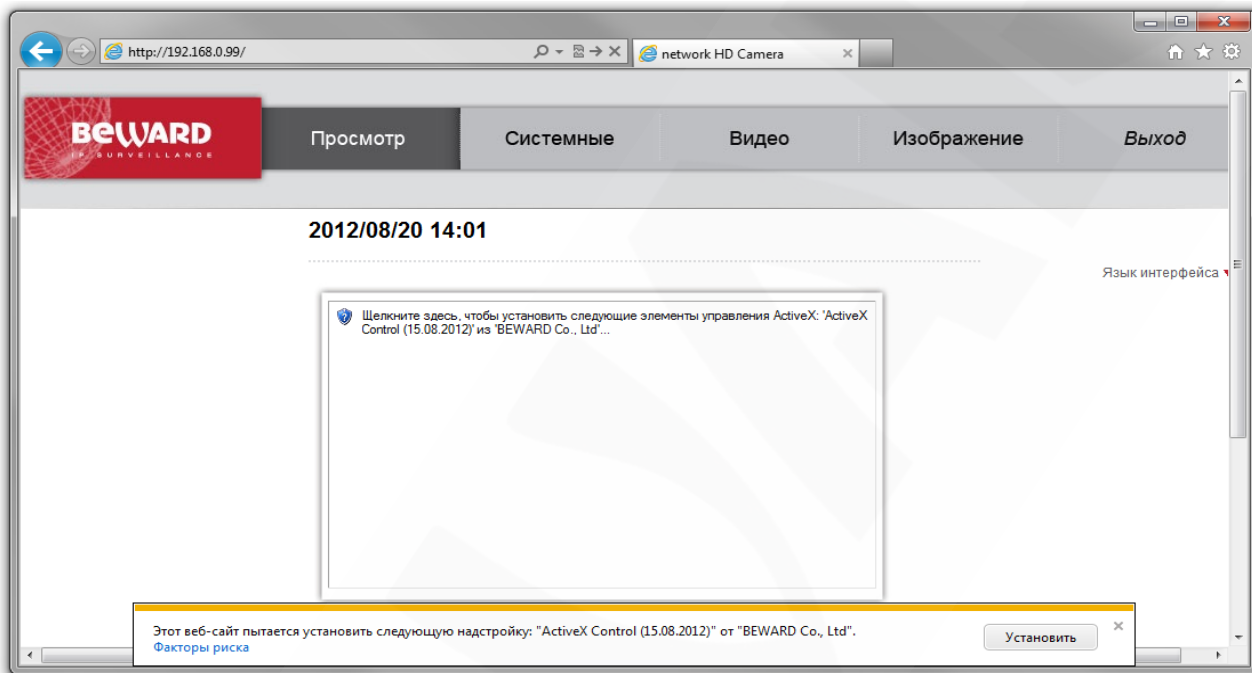 http://192.168.0.99/
network HD Camera
BEWARD
IP SURVEILLANCE
Просмотр
Системные
Видео
Изображение
Выход
2012/08/20 14:01
Язык интерфейса
Щелкните здесь, чтобы установить следующие элементы управления ActiveX: 'ActiveX
Control (15.08.2012)' из 'BEWARD Co., Ltd'...
Этот веб-сайт пытается установить следующую надстройку: "ActiveX Control (15.08.2012)" от "BEWARD Co., Ltd".
Факторы риска
Установить